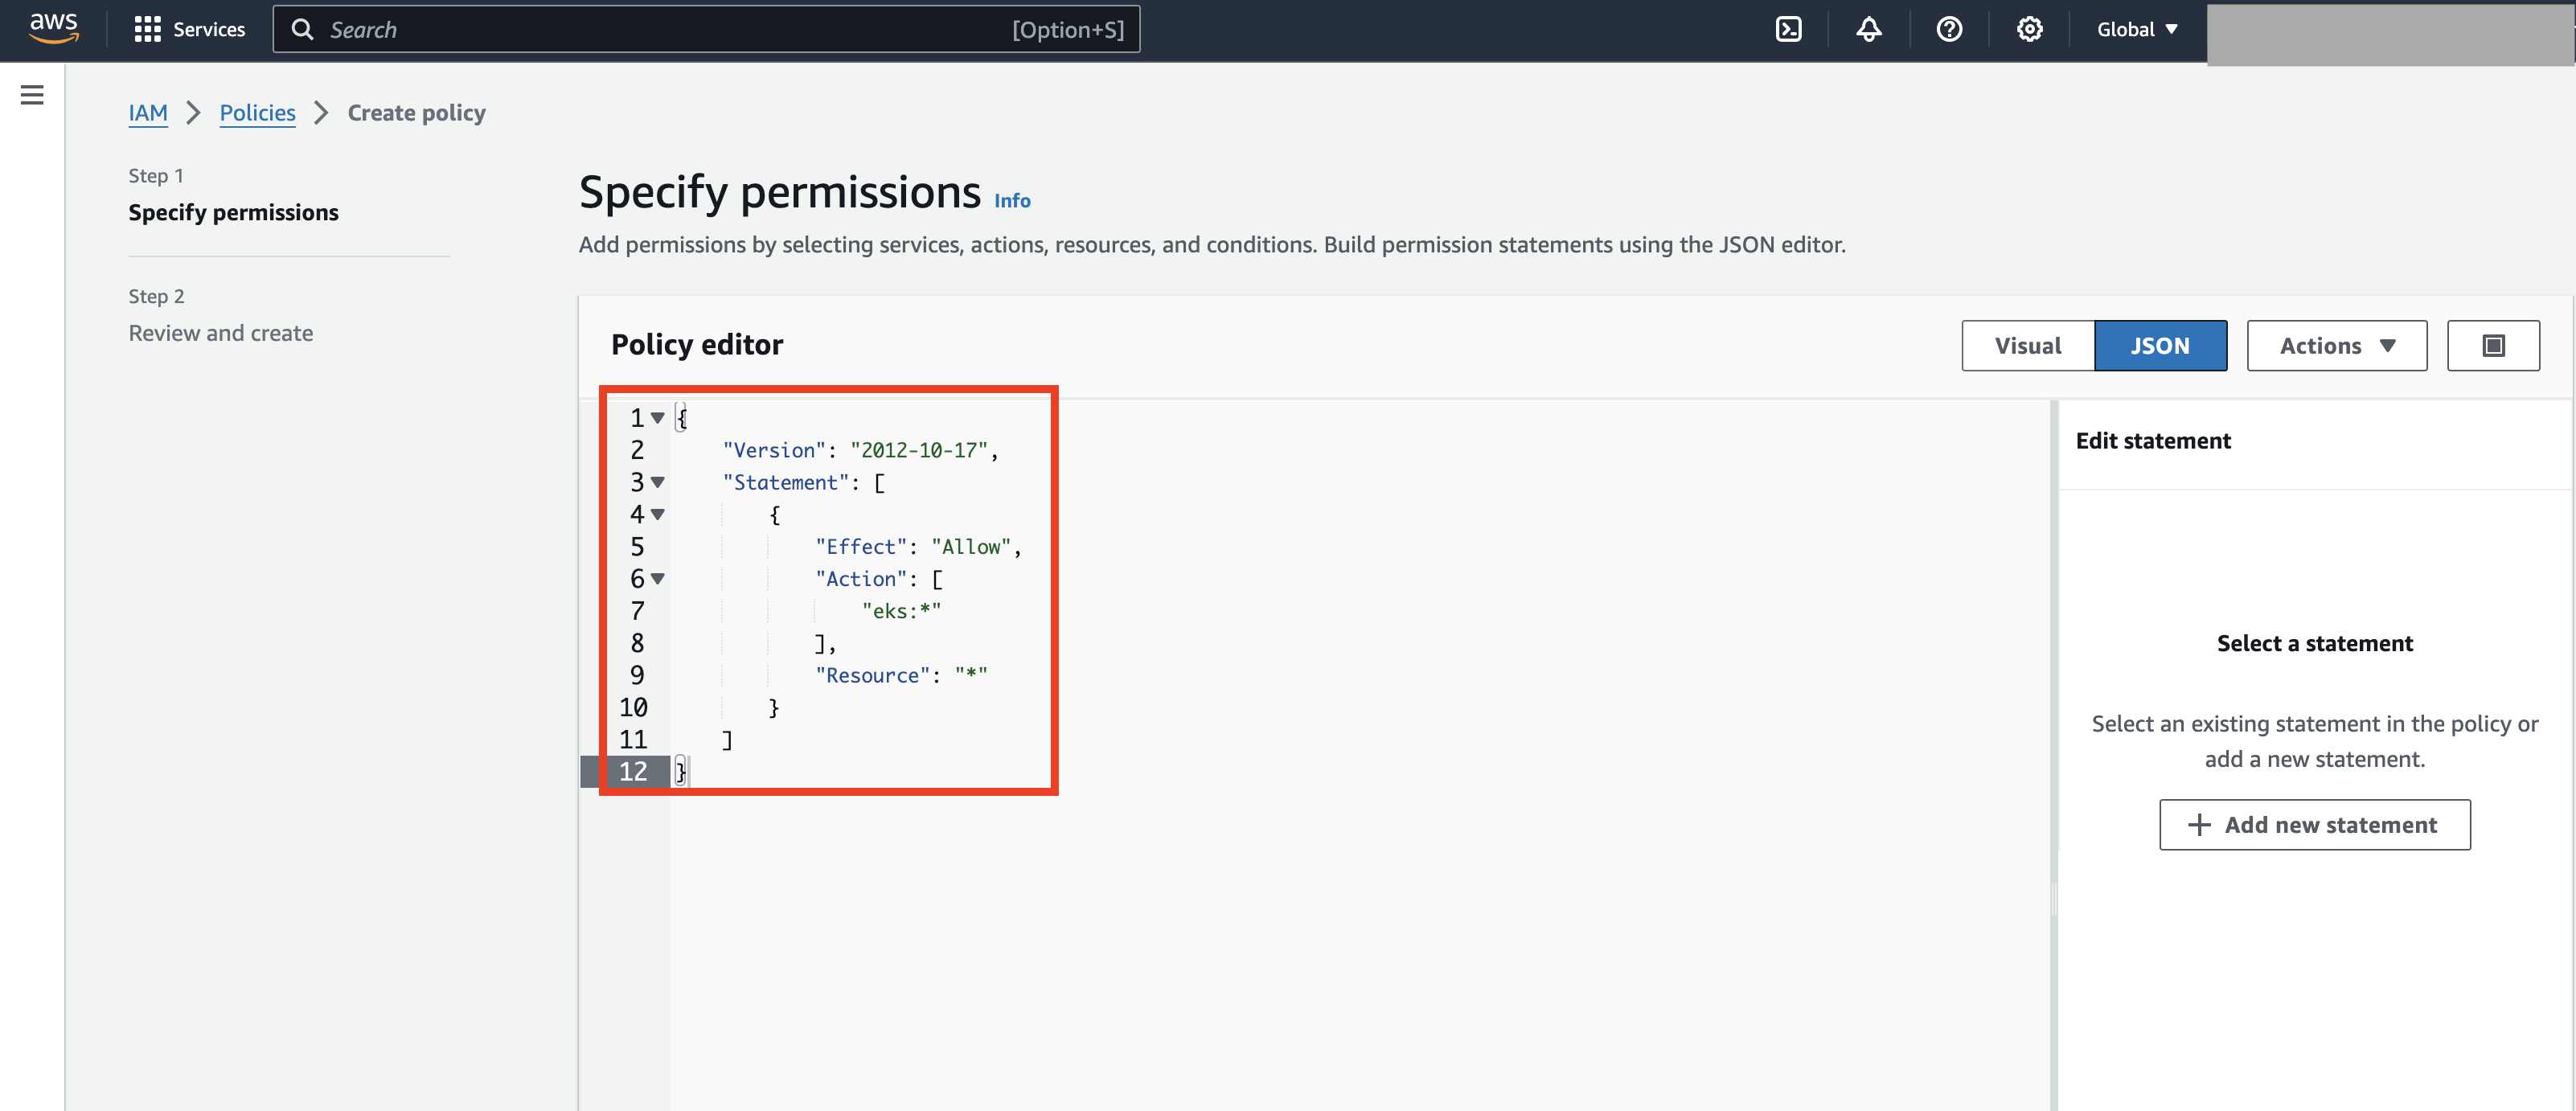 aws Services Search [Option+S] Global
IAM Policies Create policy
Step 1
Specify permissions
Step 2
Review and create
Specify permissions Info
Add permissions by selecting services, actions, resources, and conditions. Build permission statements using the JSON editor.
Policy editor Visual JSON Actions
1 {
2 "Version": "2012-10-17",
3 "Statement": [
4 {
5 "Effect": "Allow",
6 "Action": [
7 "eks:*"
8 ],
9 "Resource": "*"
10 }
11 ]
12 }
Edit statement
Select a statement
Select an existing statement in the policy or
add a new statement.
+ Add new statement